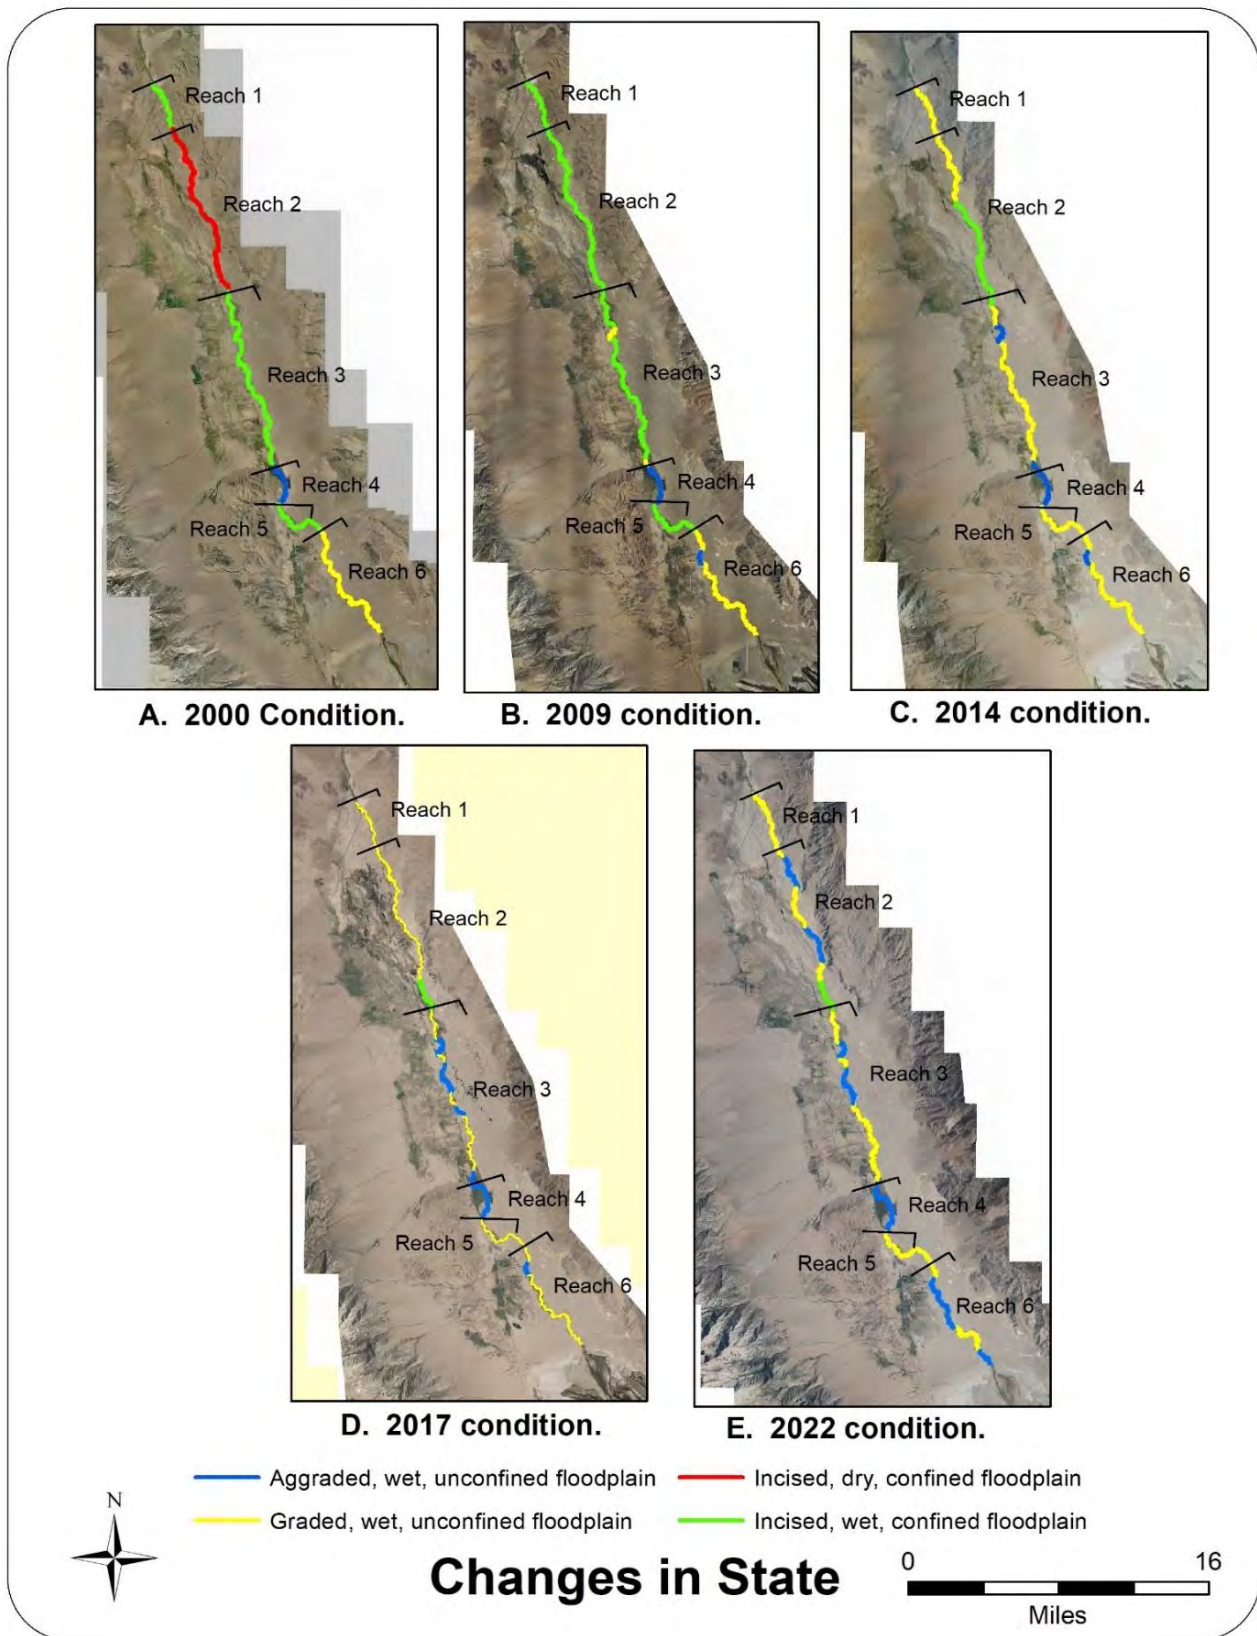 Reach 1
Reach 2
Reach 3
Reach 4
Reach 5
Reach 6
A. 2000 Condition.
Reach 1
Reach 2
Reach 3
Reach 4
Reach 5
Reach 6
B. 2009 condition.
Reach 1
Reach 2
Reach 3
Reach 4
Reach 5
Reach 6
C. 2014 condition.
Reach 1
Reach 2
Reach 3
Reach 4
Reach 5
Reach 6
D. 2017 condition.
Reach 1
Reach 2
Reach 3
Reach 4
Reach 5
Reach 6
E. 2022 condition.
Aggraded, wet, unconfined floodplain
Incised, dry, confined floodplain
Graded, wet, unconfined floodplain
Incised, wet, confined floodplain
N
Changes in State
0 16
Miles